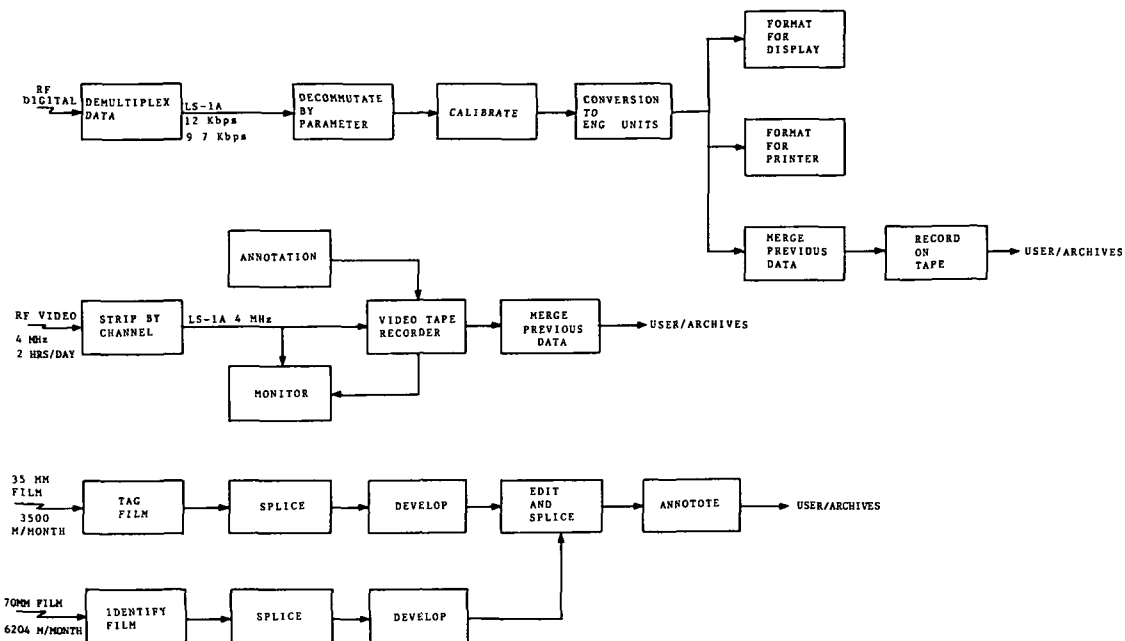 RF
DIGITAL
DEMULTIPLEX
DATA
LS-1A
12 Kbps
9 7 Kbps
DECOMMUTATE
BY
PARAMETER
CALIBRATE
CONVERSION
TO
ENG UNITS
FORMAT
FOR
DISPLAY
FORMAT
FOR
PRINTER
MERGE
PREVIOUS
DATA
RECORD
ON
TAPE
USER/ARCHIVES
ANNOTATION
RF VIDEO
4 MHz
2 HRS/DAY
STRIP BY
CHANNEL
LS-1A 4 MHz
VIDEO TAPE
RECORDER
MERGE
PREVIOUS
DATA
USER/ARCHIVES
MONITOR
35 MM
FILM
3500
M/MONTH
TAG
FILM
SPLICE
DEVELOP
EDIT
AND
SPLICE
ANNOTOTE
USER/ARCHIVES
70MM FILM
6204 M/MONTH
IDENTIFY
FILM
SPLICE
DEVELOP